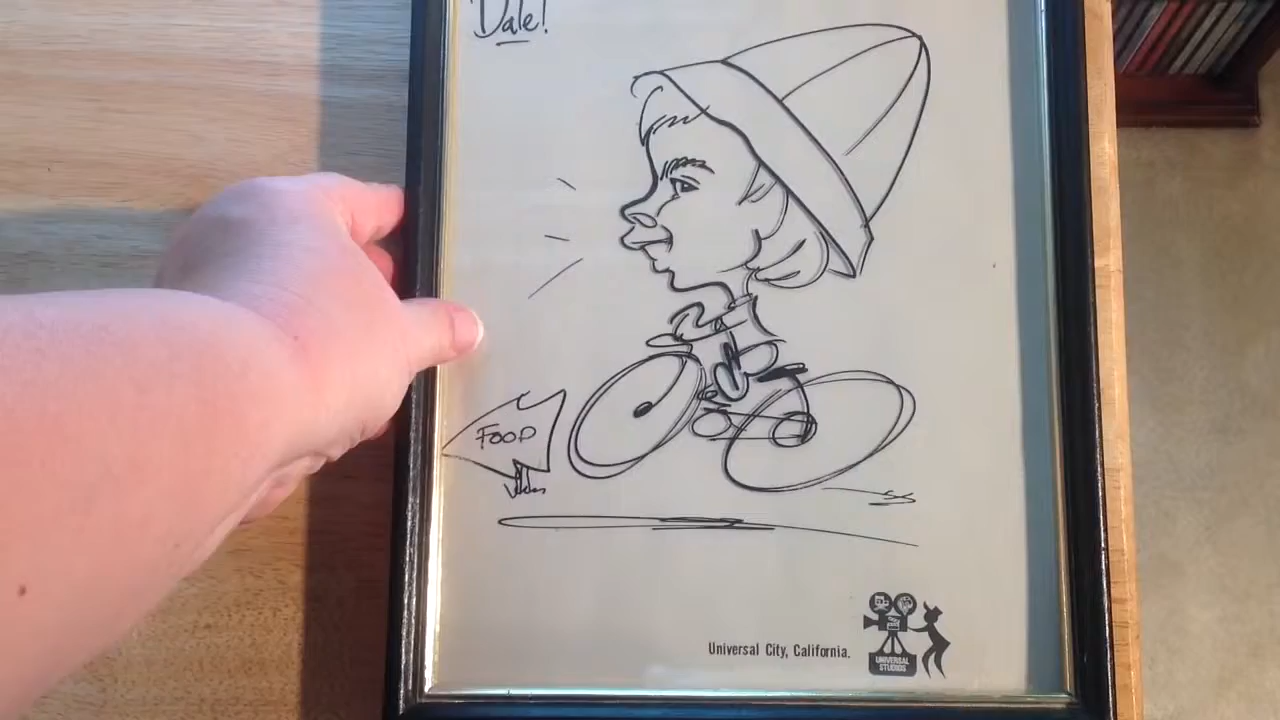 Dale!
FOOD
Universal City, California.
UNIVERSAL
STUDIOS